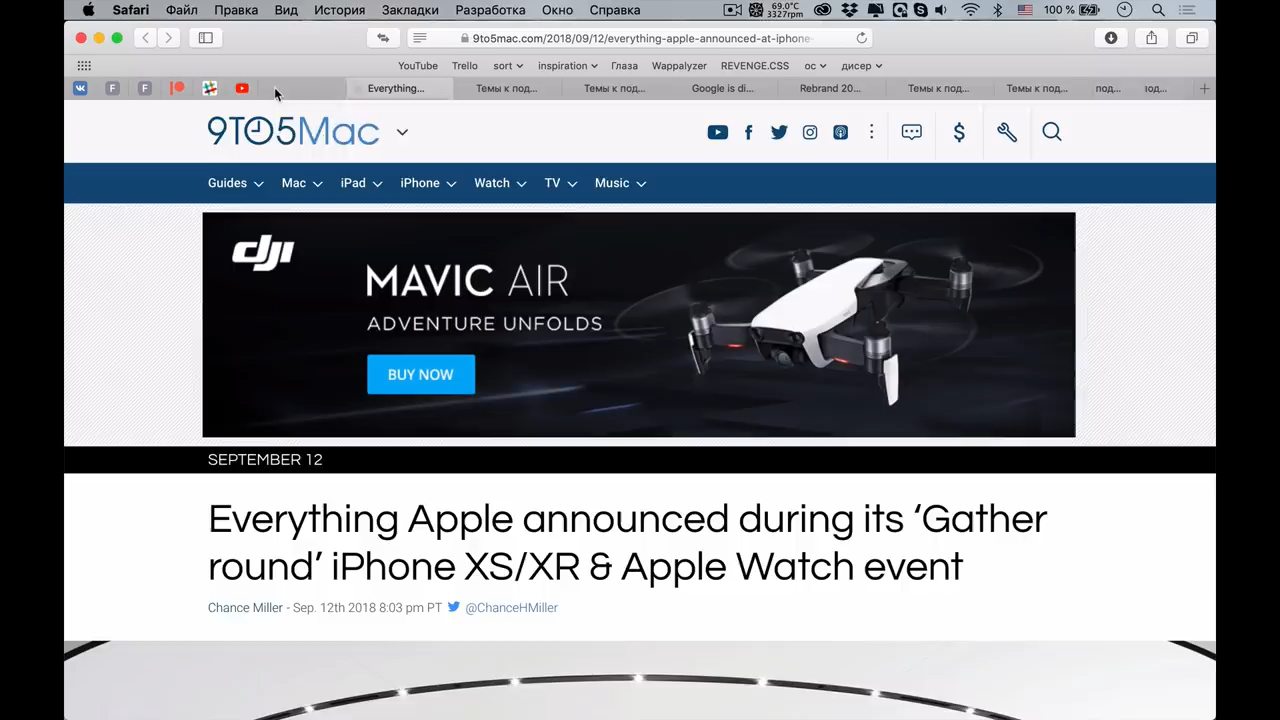 Safari Файл Правка Вид История Закладки Разработка Окно Справка 69.0°C 3327rpm 100 %
9to5mac.com/2018/09/12/everything-apple-announced-at-iphone-
YouTube Trello sort inspiration Глаза Wappalyzer REVENGE.CSS ос дисер
F F Everything... Темы к под... Темы к под... Google is di... Rebrand 20... Темы к под... Темы к под... под... юд...
9TO5Mac
$
Guides Mac iPad iPhone Watch TV Music
dji
MAVIC AIR
ADVENTURE UNFOLDS
BUY NOW
SEPTEMBER 12
Everything Apple announced during its ‘Gather
round’ iPhone XS/XR & Apple Watch event
Chance Miller - Sep. 12th 2018 8:03 pm PT @ChanceHMiller